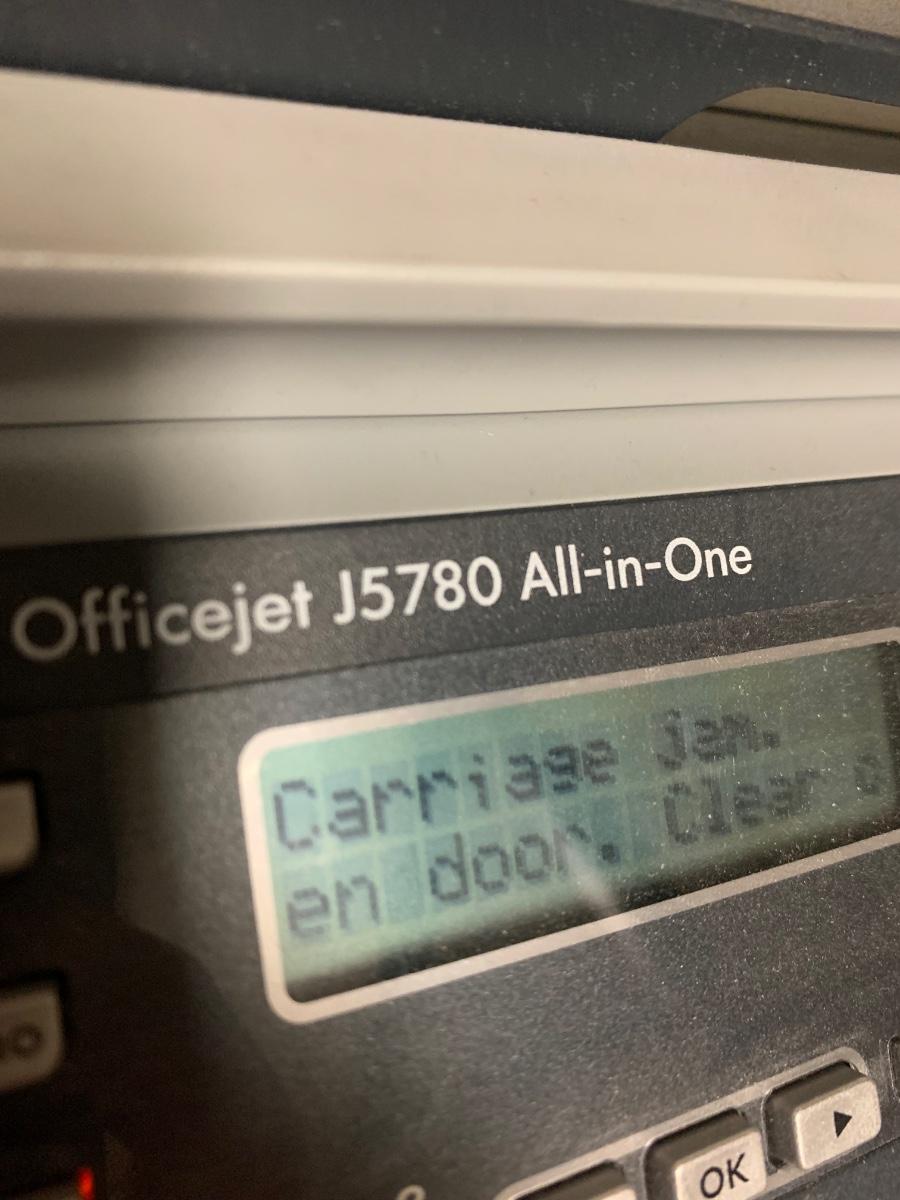 Officejet J5780 All-in-One
Carriage jam.
en door. Clear c
OK